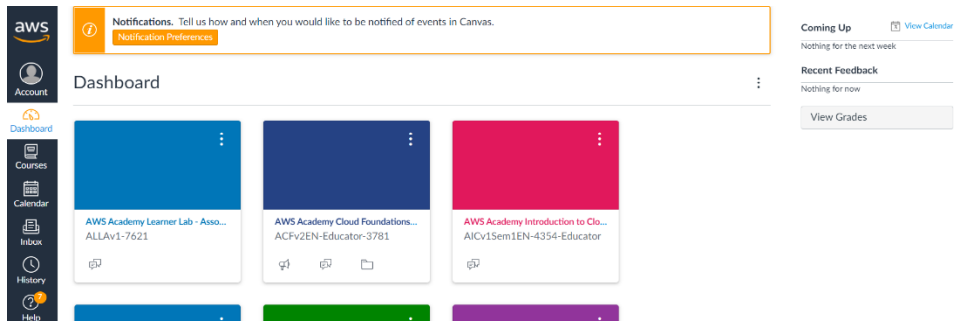 aws
Account
Dashboard
Courses
Calendar
Inbox
History
7
Help
Notifications. Tell us how and when you would like to be notified of events in Canvas.
Notification Preferences
Dashboard
AWS Academy Learner Lab - Asso...
ALLAv1-7621
AWS Academy Cloud Foundations...
ACFv2EN-Educator-3781
AWS Academy Introduction to Clo...
AICv1Sem1EN-4354-Educator
Coming Up
View Calendar
Nothing for the next week
Recent Feedback
Nothing for now
View Grades